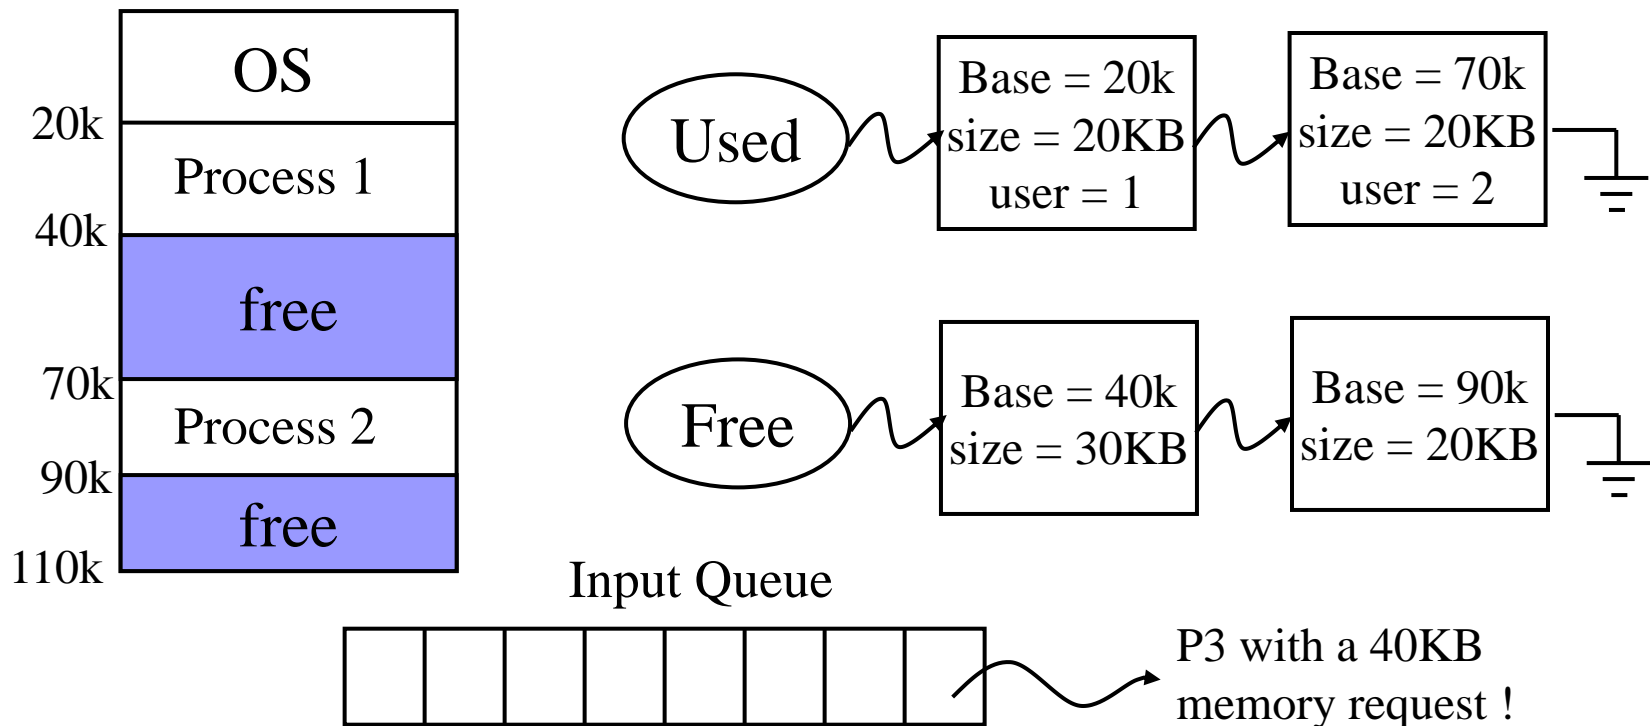 OS
20k
Process 1
40k
free
70k
Process 2
90k
free
110k
Used
Base = 20k
size = 20KB
user = 1
Base = 70k
size = 20KB
user = 2
Free
Base = 40k
size = 30KB
Base = 90k
size = 20KB
Input Queue
P3 with a 40KB
memory request !